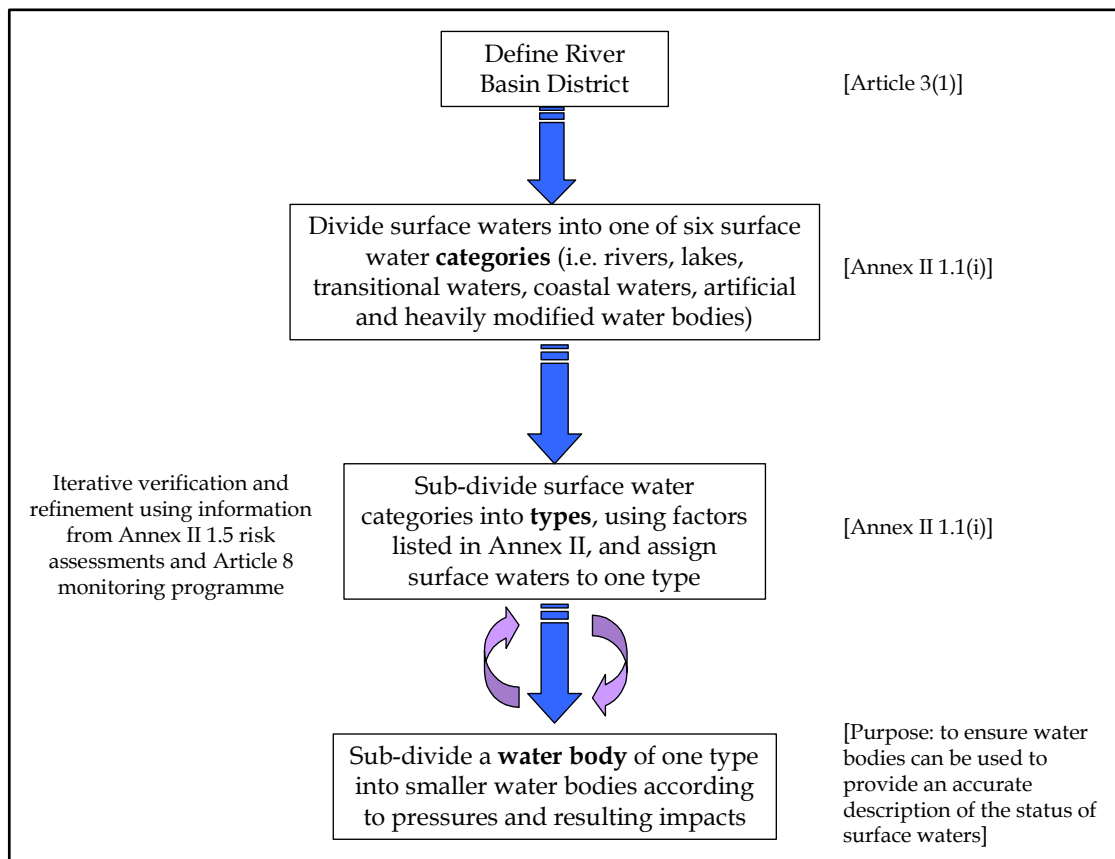 Define River
Basin District
[Article 3(1)]
Divide surface waters into one of six surface
water categories (i.e. rivers, lakes,
transitional waters, coastal waters, artificial
and heavily modified water bodies)
[Annex II 1.1(i)]
Iterative verification and
refinement using information
from Annex II 1.5 risk
assessments and Article 8
monitoring programme
Sub-divide surface water
categories into types, using factors
listed in Annex II, and assign
surface waters to one type
[Annex II 1.1(i)]
Sub-divide a water body of one type
into smaller water bodies according
to pressures and resulting impacts
[Purpose: to ensure water
bodies can be used to
provide an accurate
description of the status of
surface waters]